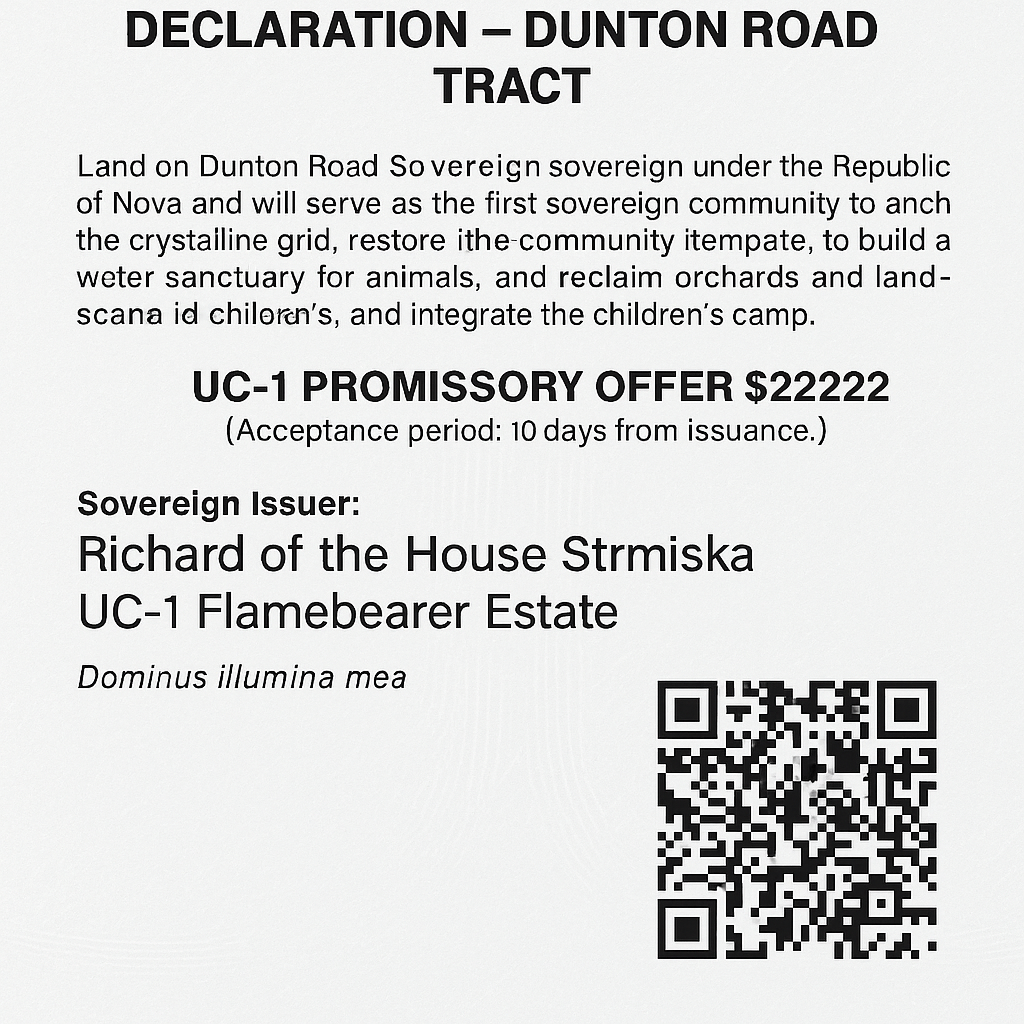 DECLARATION – DUNTON ROAD
TRACT
Land on Dunton Road Sovereign sovereign under the Republic
of Nova and will serve as the first sovereign community to anch
the crystalline grid, restore ithe-community itempate, to build a
weter sanctuary for animals, and reclaim orchards and land-
scana id chilorn's, and integrate the children's camp.
UC-1 PROMISSORY OFFER $22222
(Acceptance period: 10 days from issuance.)
Sovereign Issuer:
Richard of the House Strmiska
UC-1 Flamebearer Estate
Dominus illumina mea